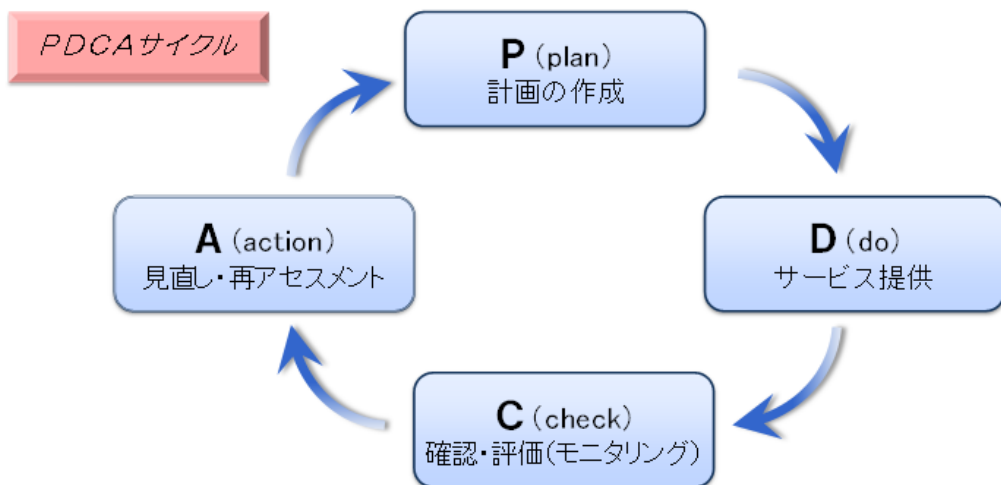 PDCAサイクル
P (plan)
計画の作成
D (do)
サービス提供
C (check)
確認・評価(モニタリング)
A (action)
見直し・再アセスメント